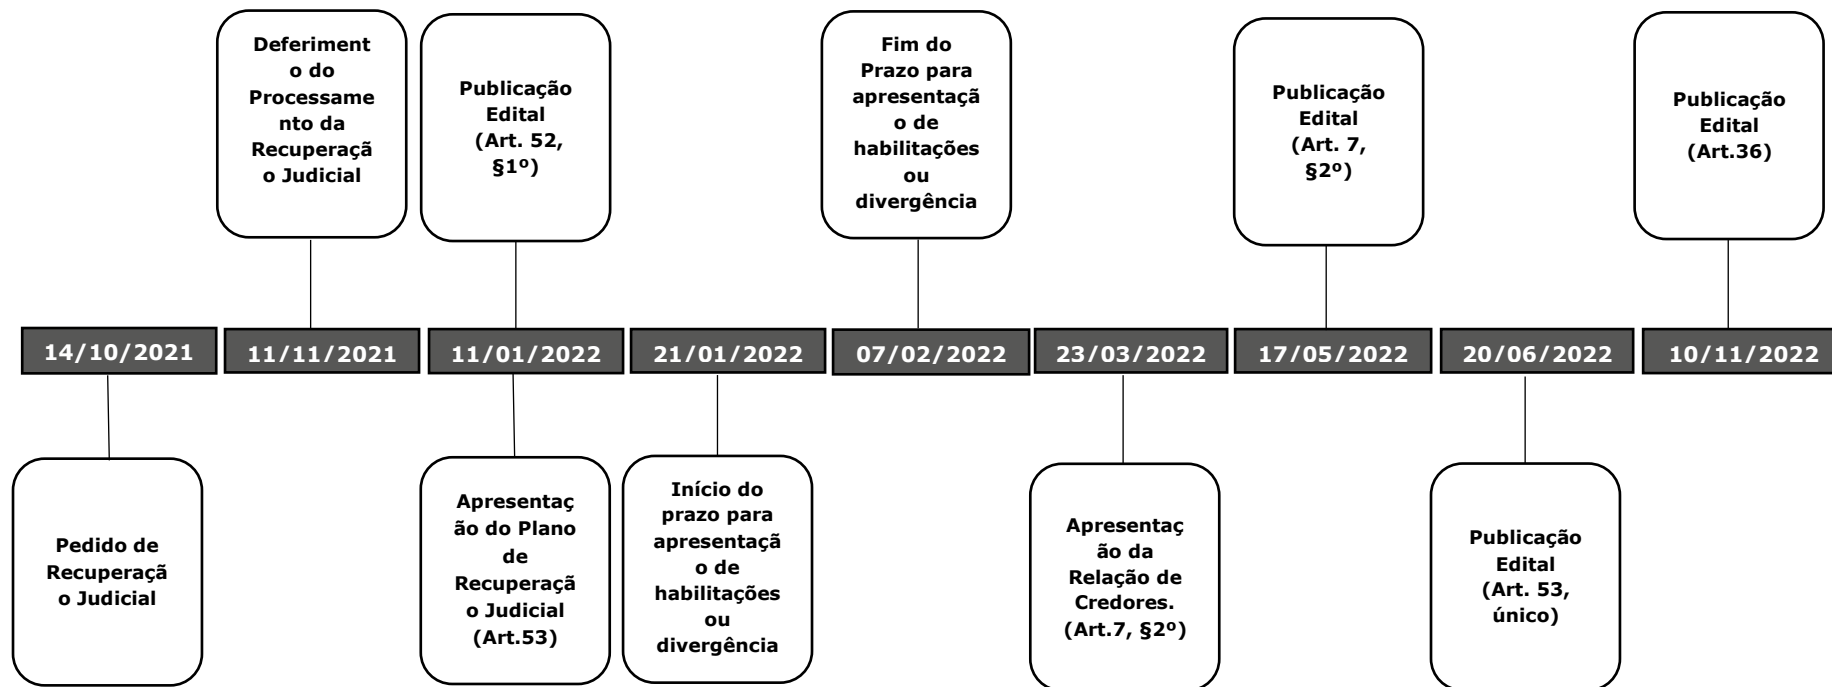 Deferiment
o do
Processame
nto da
Recuperaçã
o Judicial
Publicação
Edital
(Art. 52,
§1º)
Fim do
Prazo para
apresentaçã
o de
habilitações
ou
divergência
Publicação
Edital
(Art. 7,
§2º)
Publicação
Edital
(Art.36)
14/10/2021
11/11/2021
11/01/2022
21/01/2022
07/02/2022
23/03/2022
17/05/2022
20/06/2022
10/11/2022
Pedido de
Recuperaçã
o Judicial
Apresentaç
ão do Plano
de
Recuperaçã
o Judicial
(Art.53)
Início do
prazo para
apresentaçã
o de
habilitações
ou
divergência
Apresentaç
ão da
Relação de
Credores.
(Art.7, §2º)
Publicação
Edital
(Art. 53,
único)